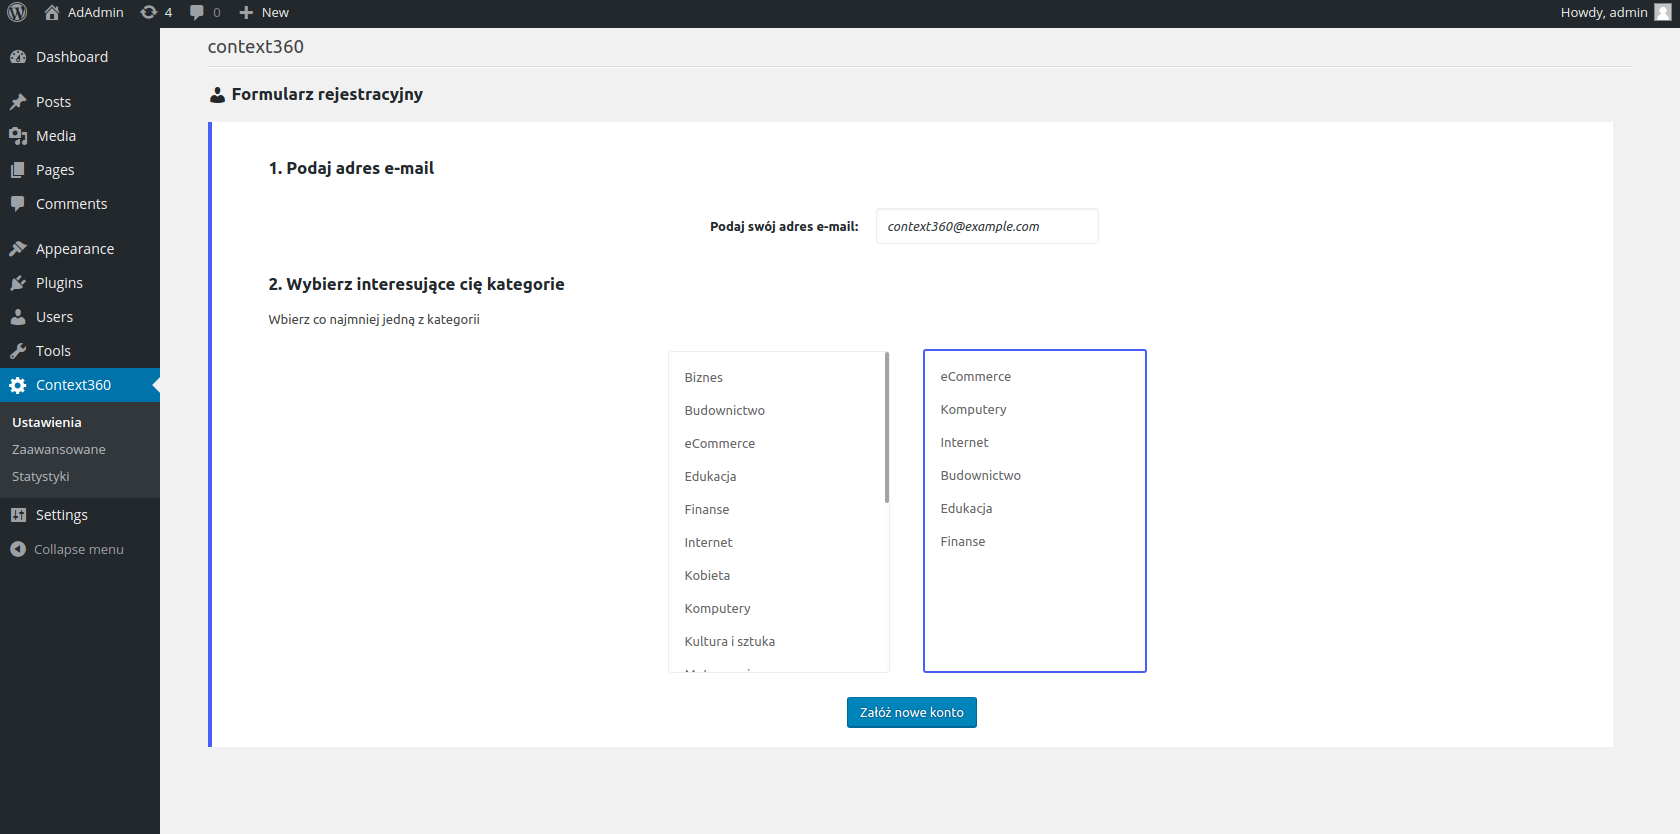 AdAdmin 4 0 New Howdy, admin
Dashboard
Posts
Media
Pages
Comments
Appearance
Plugins
Users
Tools
Context360
Ustawienia
Zaawansowane
Statystyki
Settings
Collapse menu
context360
Formularz rejestracyjny
1. Podaj adres e-mail
Podaj swój adres e-mail: context360@example.com
2. Wybierz interesujące cię kategorie
Wbierz co najmniej jedną z kategorii
Biznes
Budownictwo
eCommerce
Edukacja
Finanse
Internet
Kobieta
Komputery
Kultura i sztuka
eCommerce
Komputery
Internet
Budownictwo
Edukacja
Finanse
Załóż nowe konto